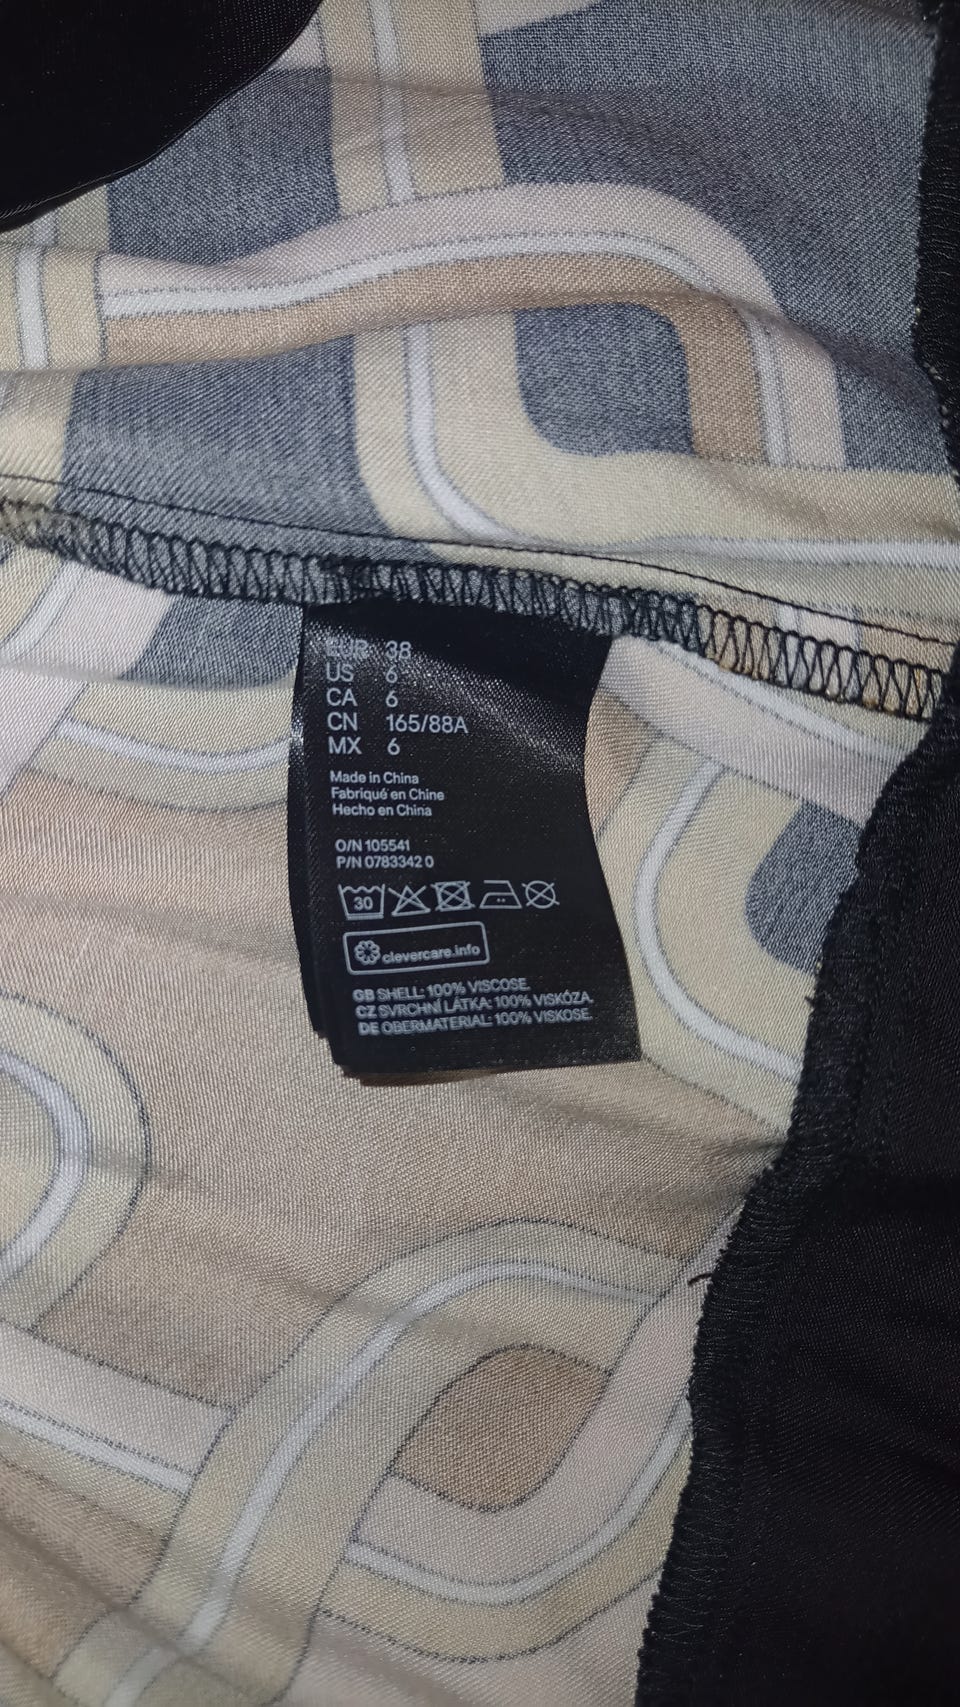 EUR 38
US 6
CA 6
CN 165/88A
MX 6
Made in China
Fabriqué en Chine
Hecho en China
O/N 105541
P/N 0783342 0
30
clevercare.info
GB SHELL: 100% VISCOSE.
CZ SVRCHNÍ LÁTKA: 100% VISKÓZA.
DE OBERMATERIAL: 100% VISKOSE.